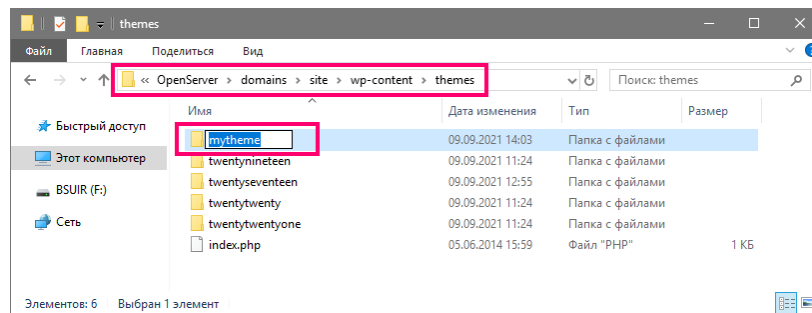 themes
Файл Главная Поделиться Вид
« OpenServer › domains › site › wp-content › themes Поиск: themes
Имя Дата изменения Тип Размер
Быстрый доступ
Этот компьютер
BSUIR (F:)
Сеть
mytheme 09.09.2021 14:03 Папка с файлами
twentynineteen 09.09.2021 11:24 Папка с файлами
twentyseventeen 09.09.2021 12:55 Папка с файлами
twentytwenty 09.09.2021 11:24 Папка с файлами
twentytwentyone 09.09.2021 11:24 Папка с файлами
index.php 05.06.2014 15:59 Файл "PHP" 1 КБ
Элементов: 6 Выбран 1 элемент